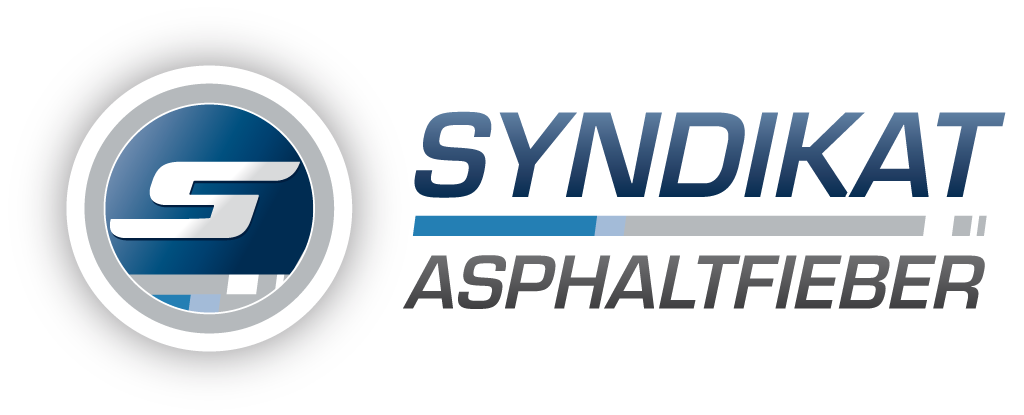 S
SYNDIKAT
ASPHALTFIEBER